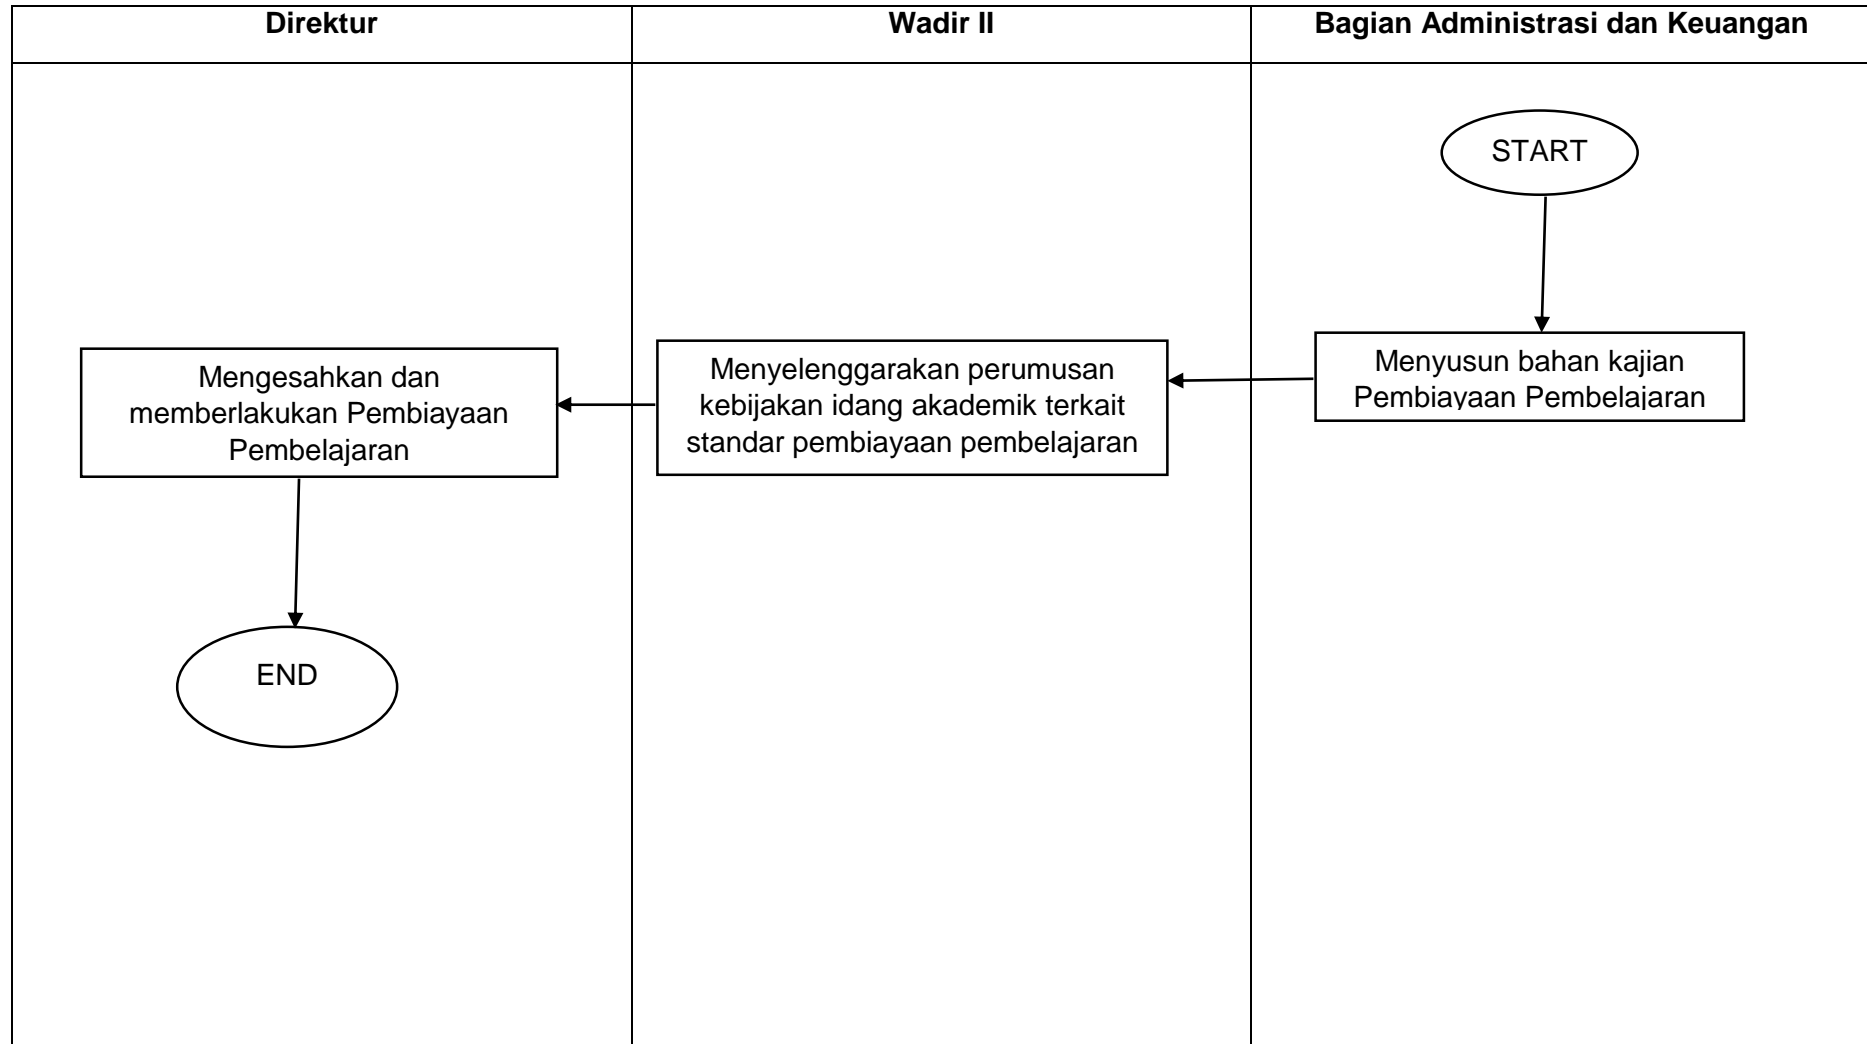 Direktur
Wadir II
Bagian Administrasi dan Keuangan
START
Mengesahkan dan
memberlakukan Pembiayaan
Pembelajaran
Menyelenggarakan perumusan
kebijakan idang akademik terkait
standar pembiayaan pembelajaran
Menyusun bahan kajian
Pembiayaan Pembelajaran
END